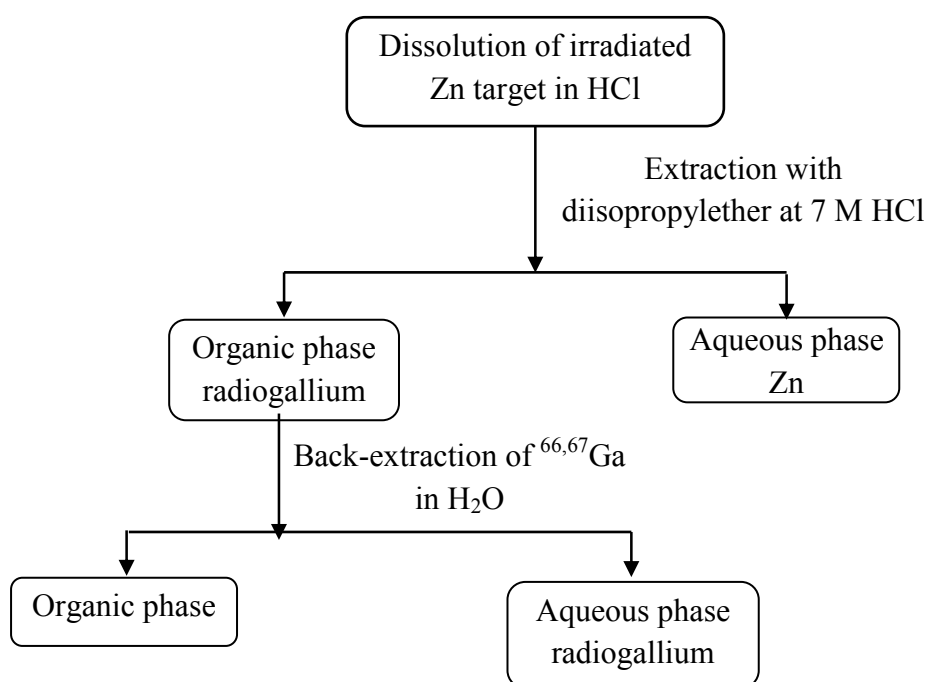 Dissolution of irradiated
Zn target in HCl
Extraction with
diisopropylether at 7 M HCl
Organic phase
radiogallium
Aqueous phase
Zn
Back-extraction of ⁶⁶,⁶⁷Ga
in H₂O
Organic phase
Aqueous phase
radiogallium